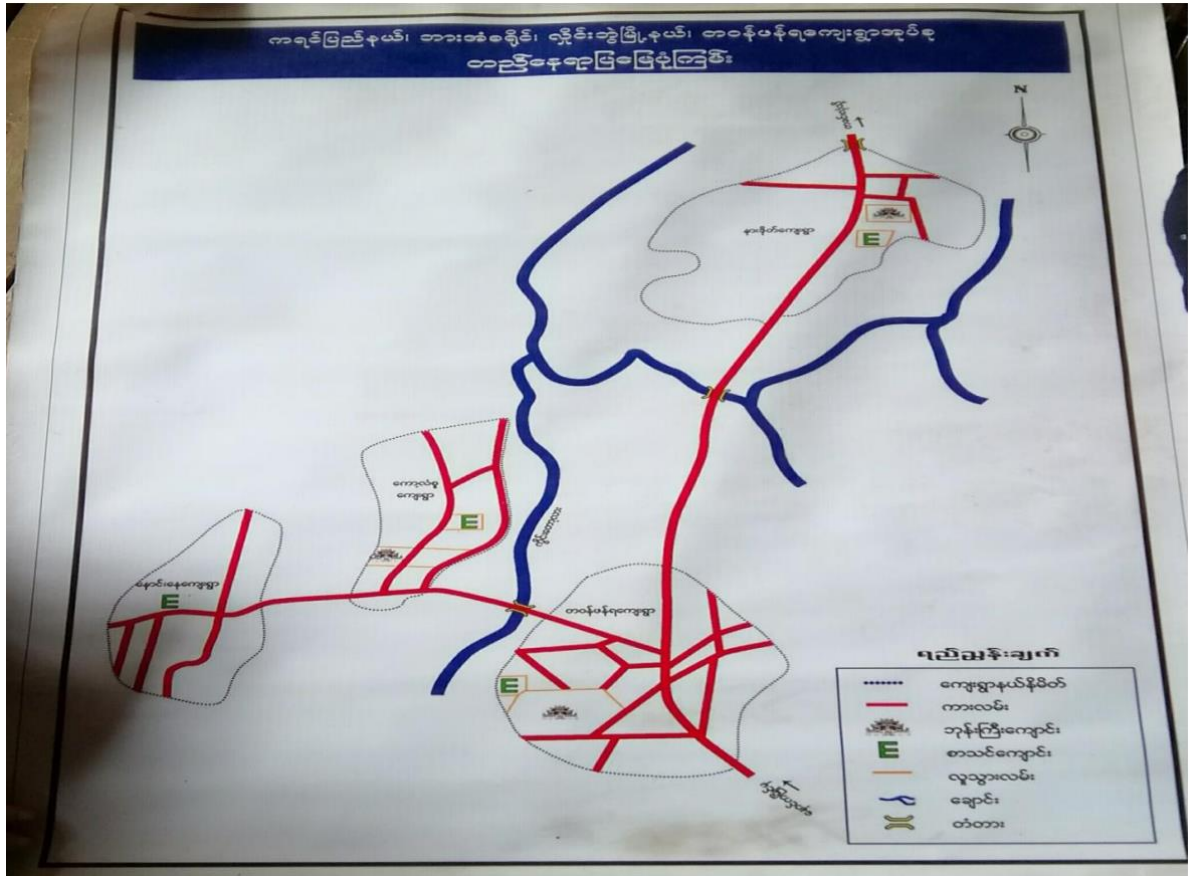 ကရင်ပြည်နယ်၊ ဘားအံခရိုင်၊ လှိုင်းဘွဲ့မြို့နယ်၊ တဝန်ဖန်ရကျေးရွာအုပ်စု
တည်နေရာပြမြေပုံကြမ်း
N
နားခိုတ်ကျေးရွာ
E
ကော့လံစူ
ကျေးရွာ
E
နောင်းနေကျေးရွာ
E
တဝန်ဖန်ရကျေးရွာ
E
ရည်ညွှန်းချက်
ကျေးရွာနယ်နိမိတ်
ကားလမ်း
ဘုန်းကြီးကျောင်း
E စာသင်ကျောင်း
လူသွားလမ်း
ချောင်း
တံတား